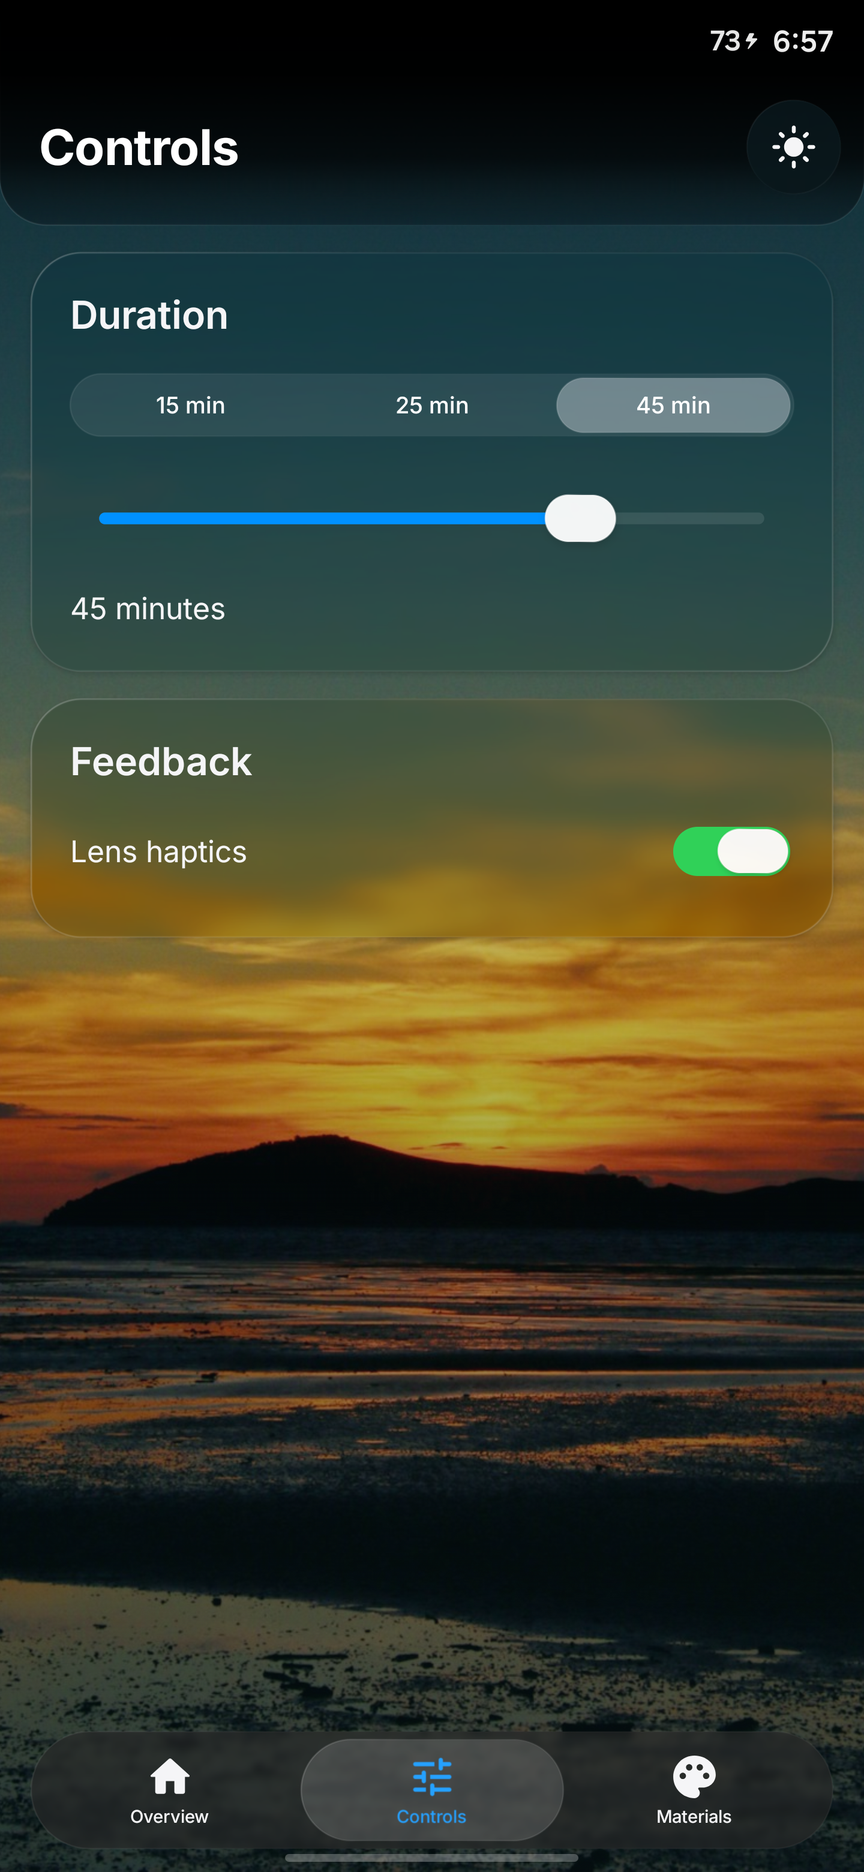 73 6:57
Controls
Duration
15 min 25 min 45 min
45 minutes
Feedback
Lens haptics
Overview Controls Materials